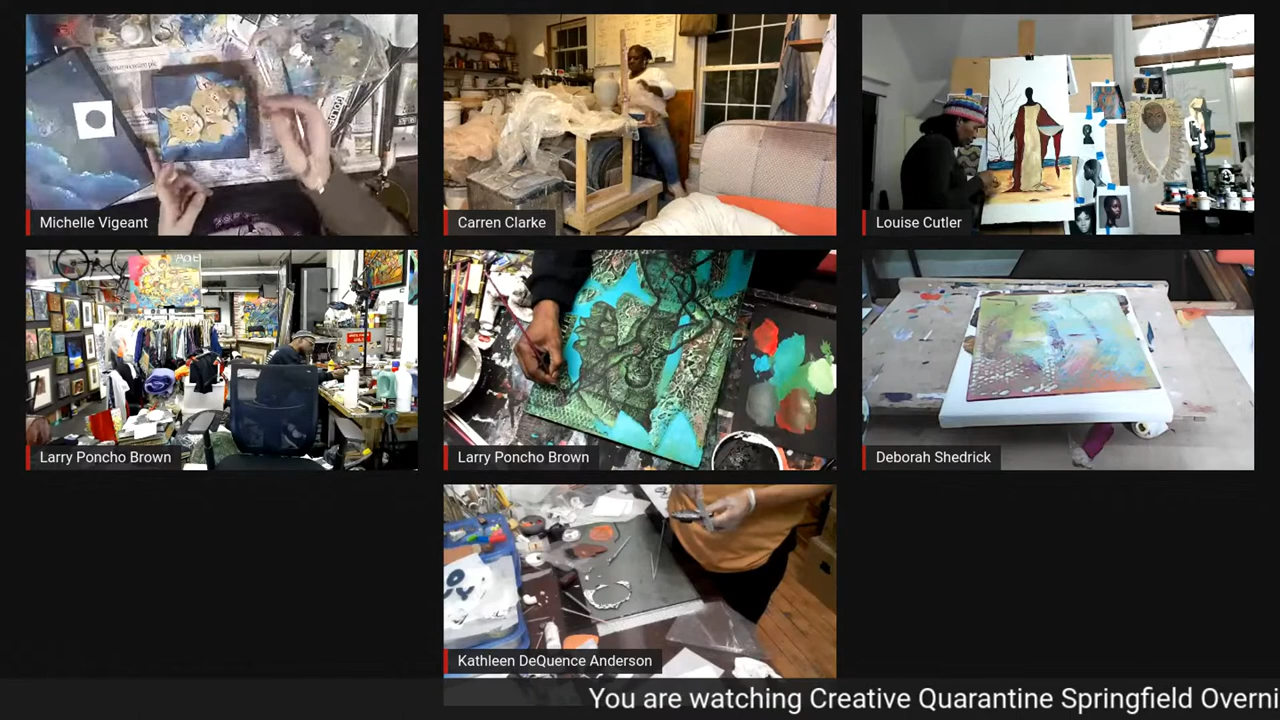 Michelle Vigeant
Carren Clarke
Louise Cutler
Larry Poncho Brown
Larry Poncho Brown
Deborah Shedrick
Kathleen DeQuence Anderson
You are watching Creative Quarantine Springfield Overni